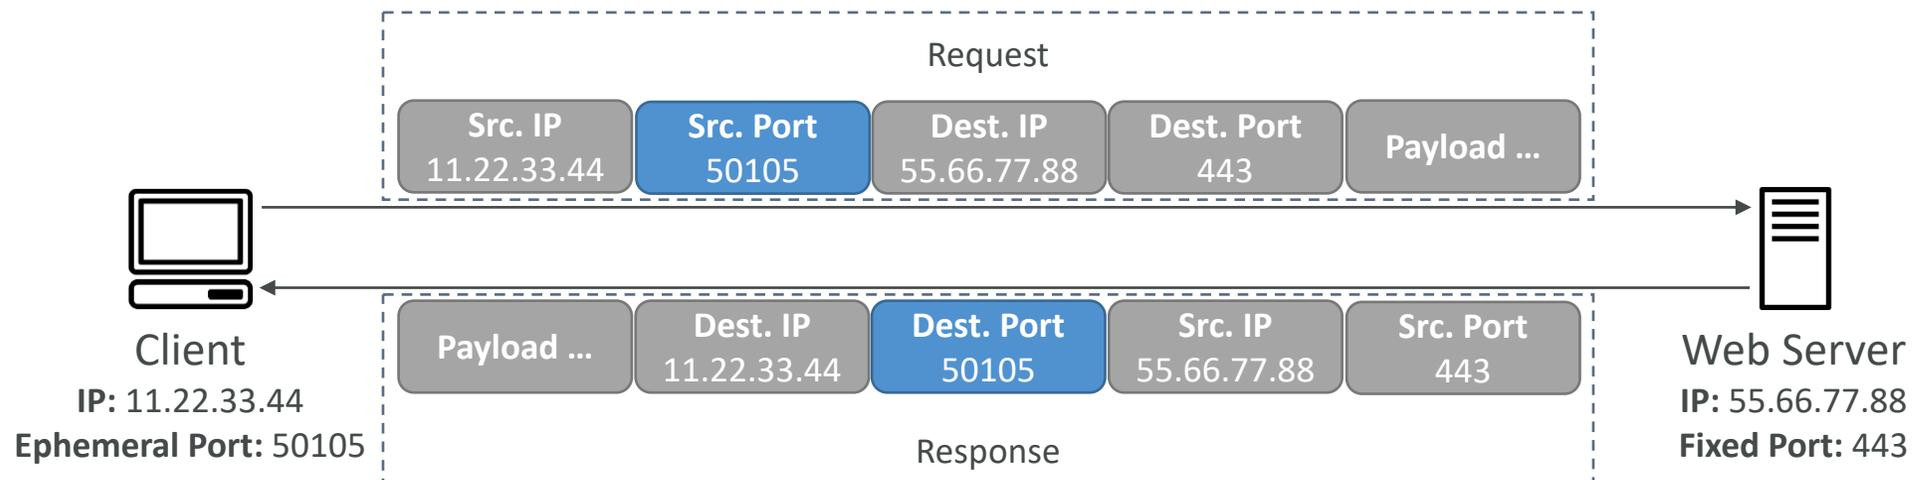 Request
Src. IP
11.22.33.44
Src. Port
50105
Dest. IP
55.66.77.88
Dest. Port
443
Payload ...
Payload ...
Dest. IP
11.22.33.44
Dest. Port
50105
Src. IP
55.66.77.88
Src. Port
443
Response
Client
IP: 11.22.33.44
Ephemeral Port: 50105
Web Server
IP: 55.66.77.88
Fixed Port: 443